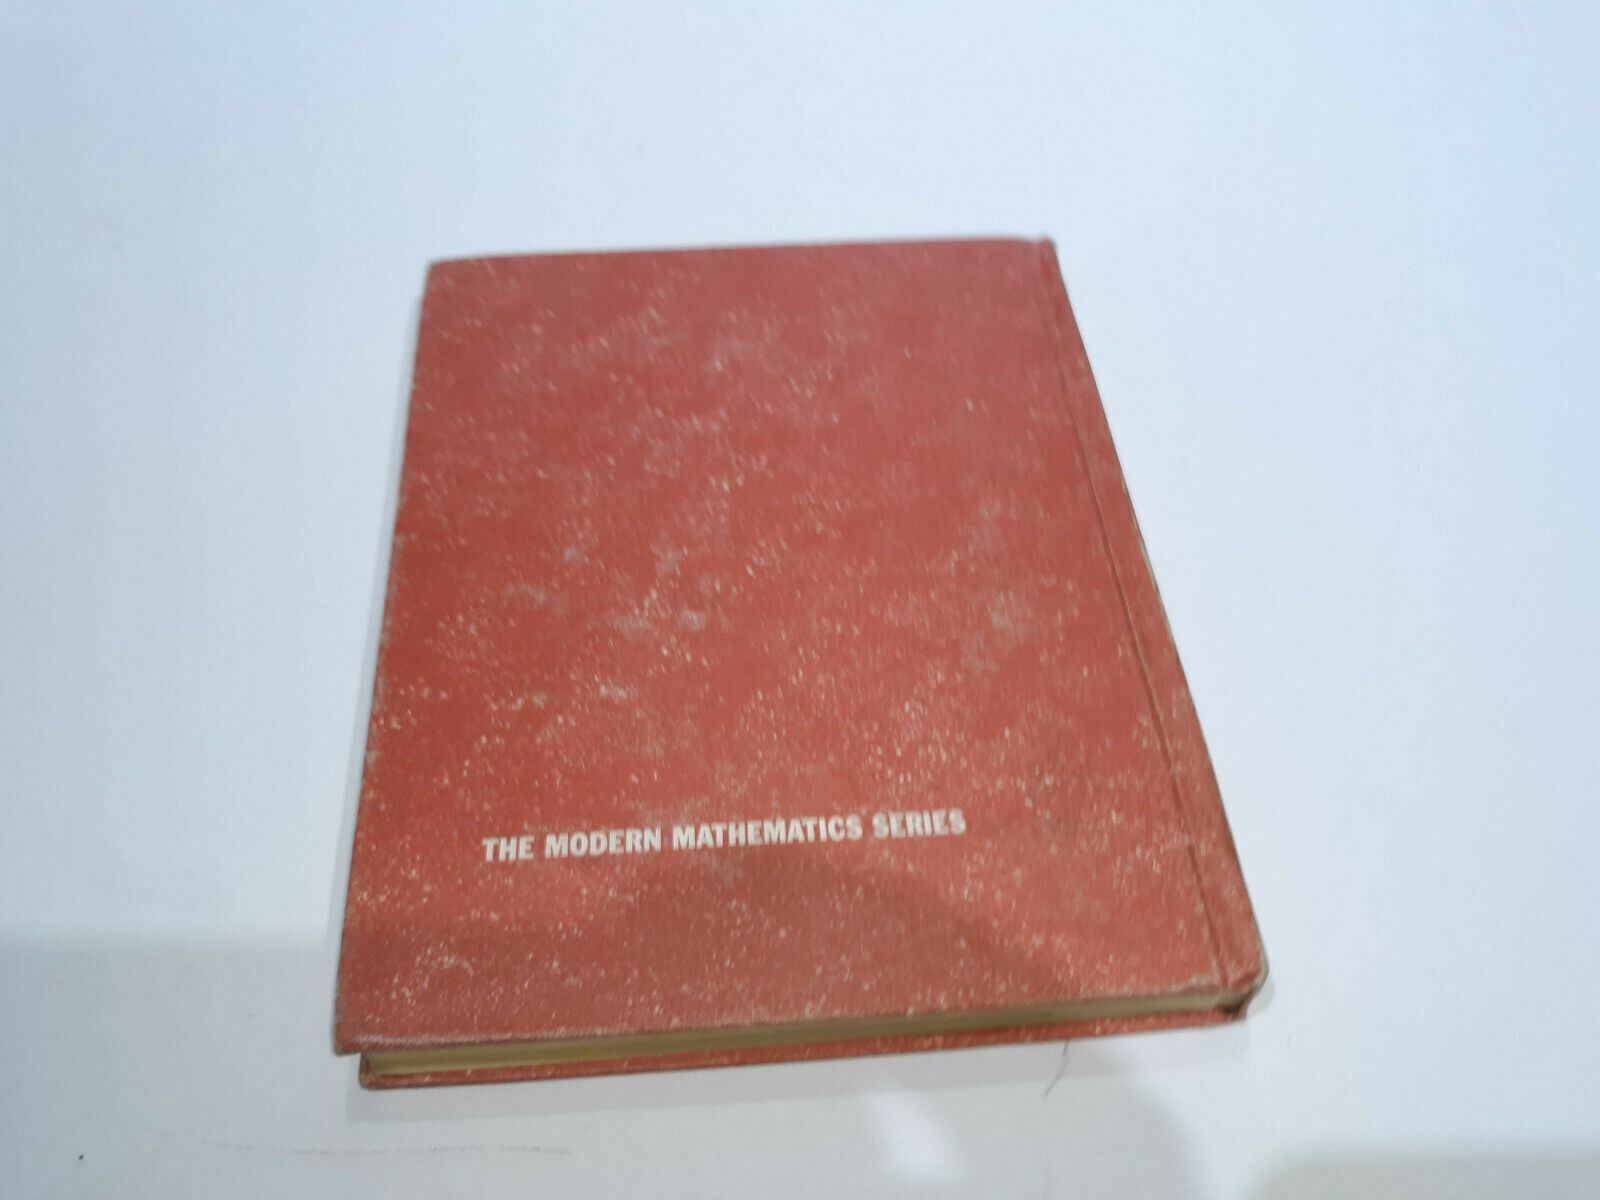 THE MODERN MATHEMATICS SERIES